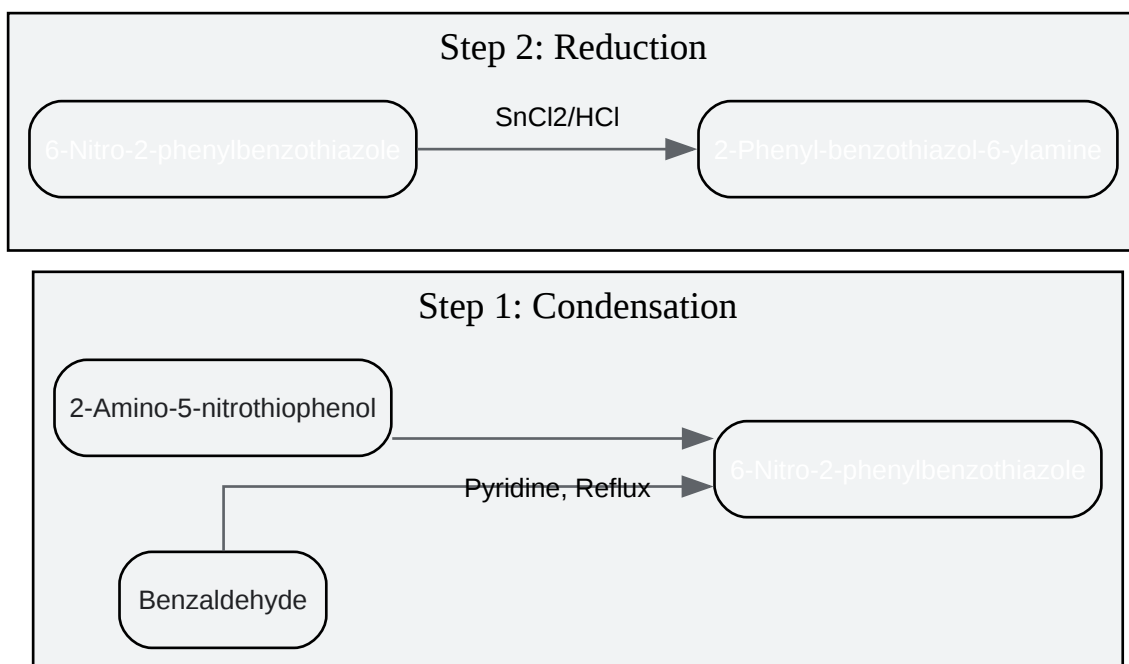 Step 2: Reduction
SnCl2/HCl
6-Nitro-2-phenylbenzothiazole
2-Phenyl-benzothiazol-6-ylamine
Step 1: Condensation
2-Amino-5-nitrothiophenol
6-Nitro-2-phenylbenzothiazole
Pyridine, Reflux
Benzaldehyde